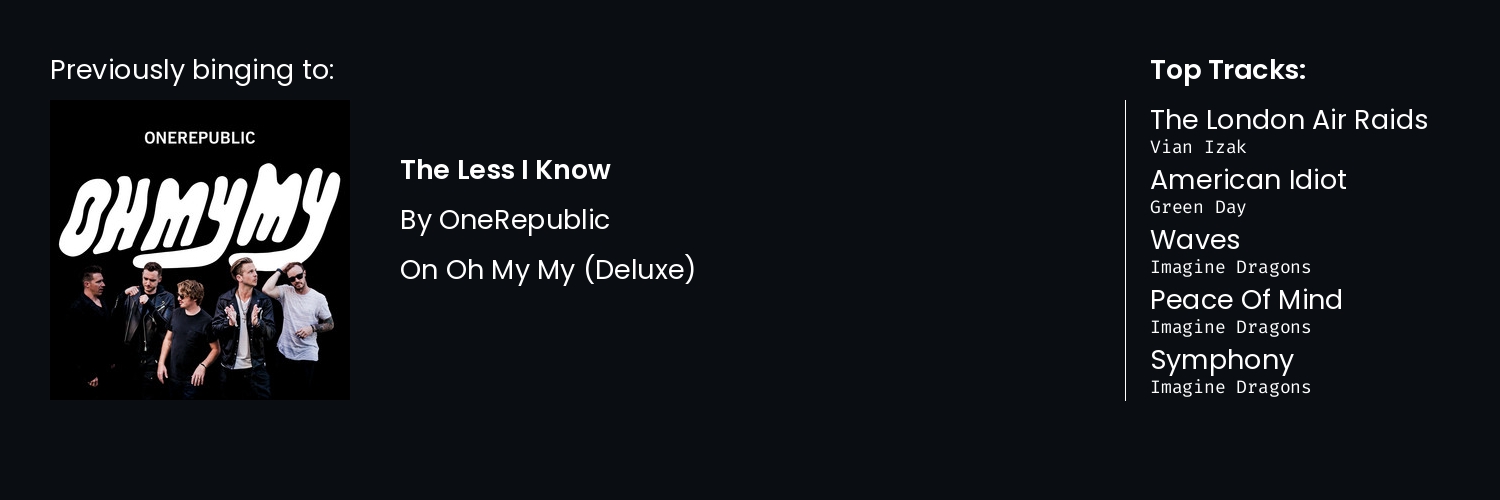 Previously binging to:
ONEREPUBLIC
OH MY MY
The Less I Know
By OneRepublic
On Oh My My (Deluxe)
Top Tracks:
The London Air Raids
Vian Izak
American Idiot
Green Day
Waves
Imagine Dragons
Peace Of Mind
Imagine Dragons
Symphony
Imagine Dragons